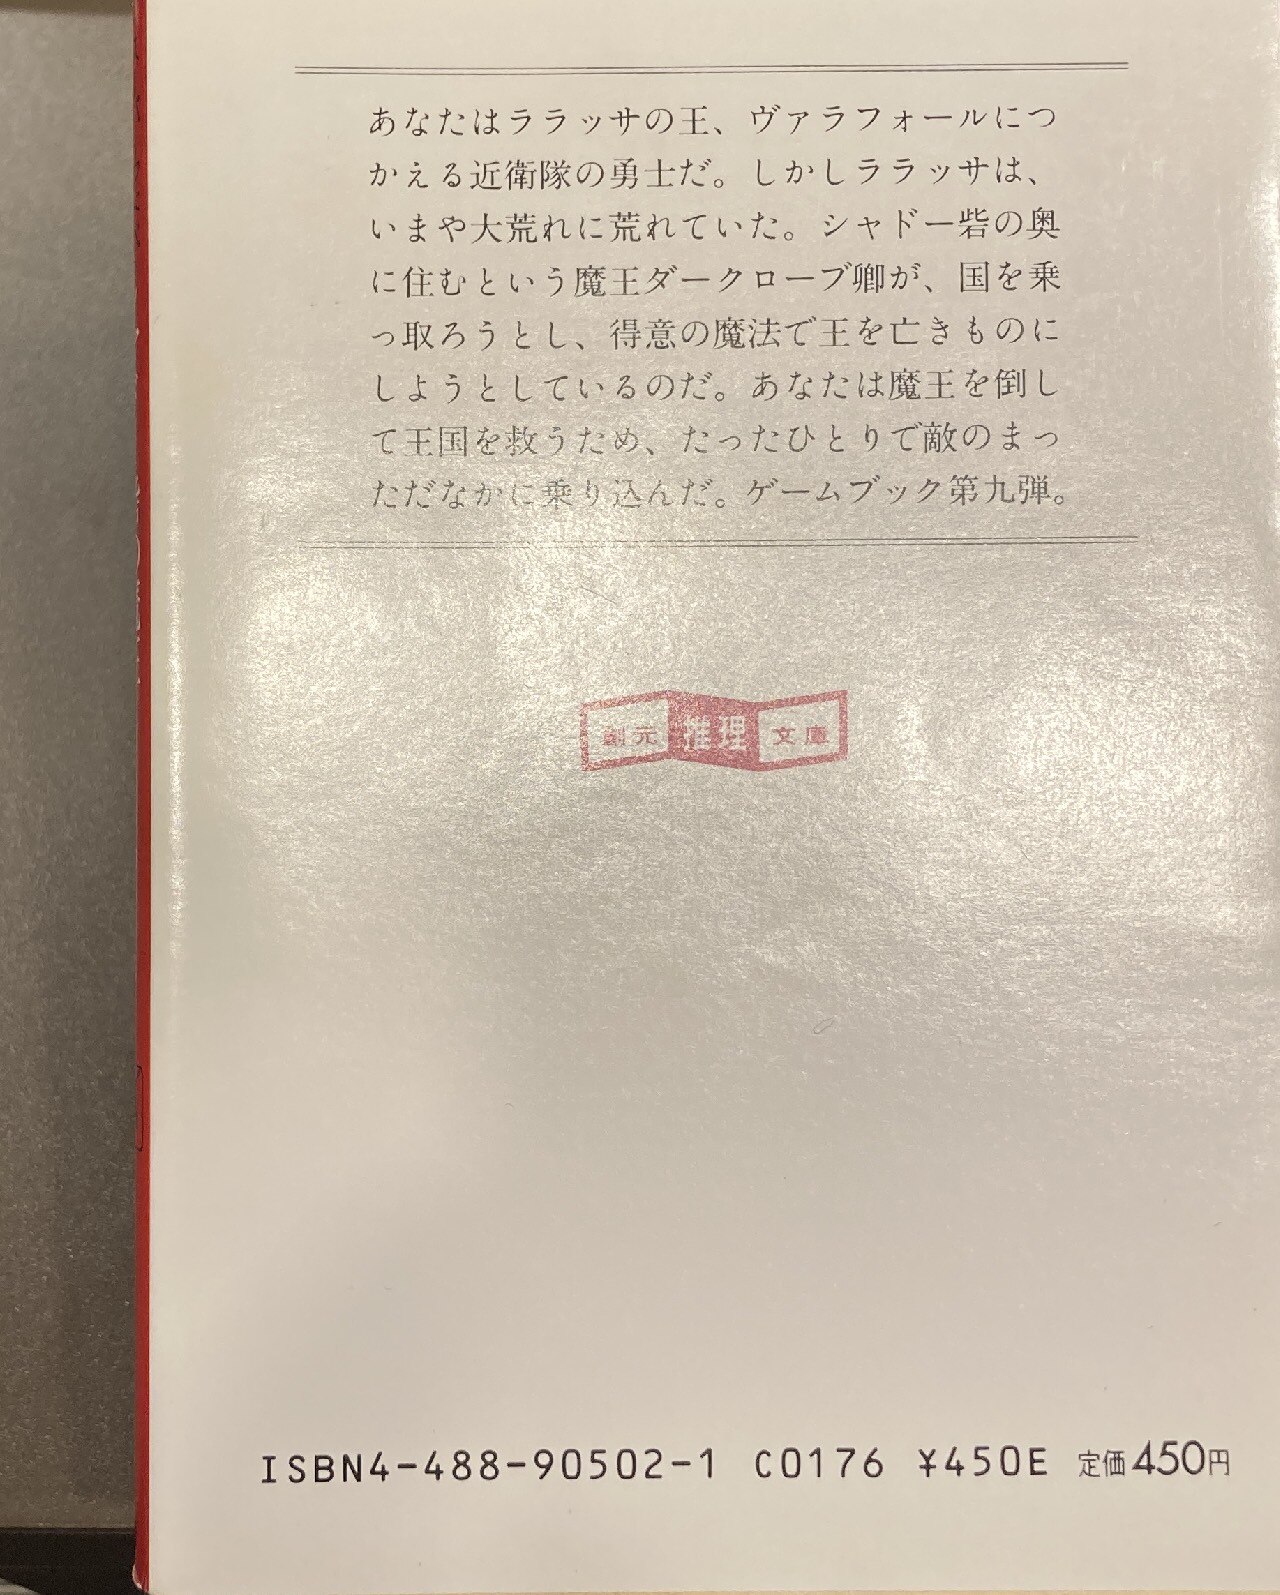 あなたはララッサの王、ヴァラフォールにつ
かえる近衛隊の勇士だ。しかしララッサは、
いまや大荒れに荒れていた。シャドー砦の奥
に住むという魔王ダークローブ卿が、国を乗
っ取ろうとし、得意の魔法で王を亡きものに
しようとしているのだ。あなたは魔王を倒し
て王国を救うため、たったひとりで敵のまっ
ただなかに乗り込んだ。ゲームブック第九弾。
創元推理文庫
ISBN4-488-90502-1 C0176 ¥450E 定価450円